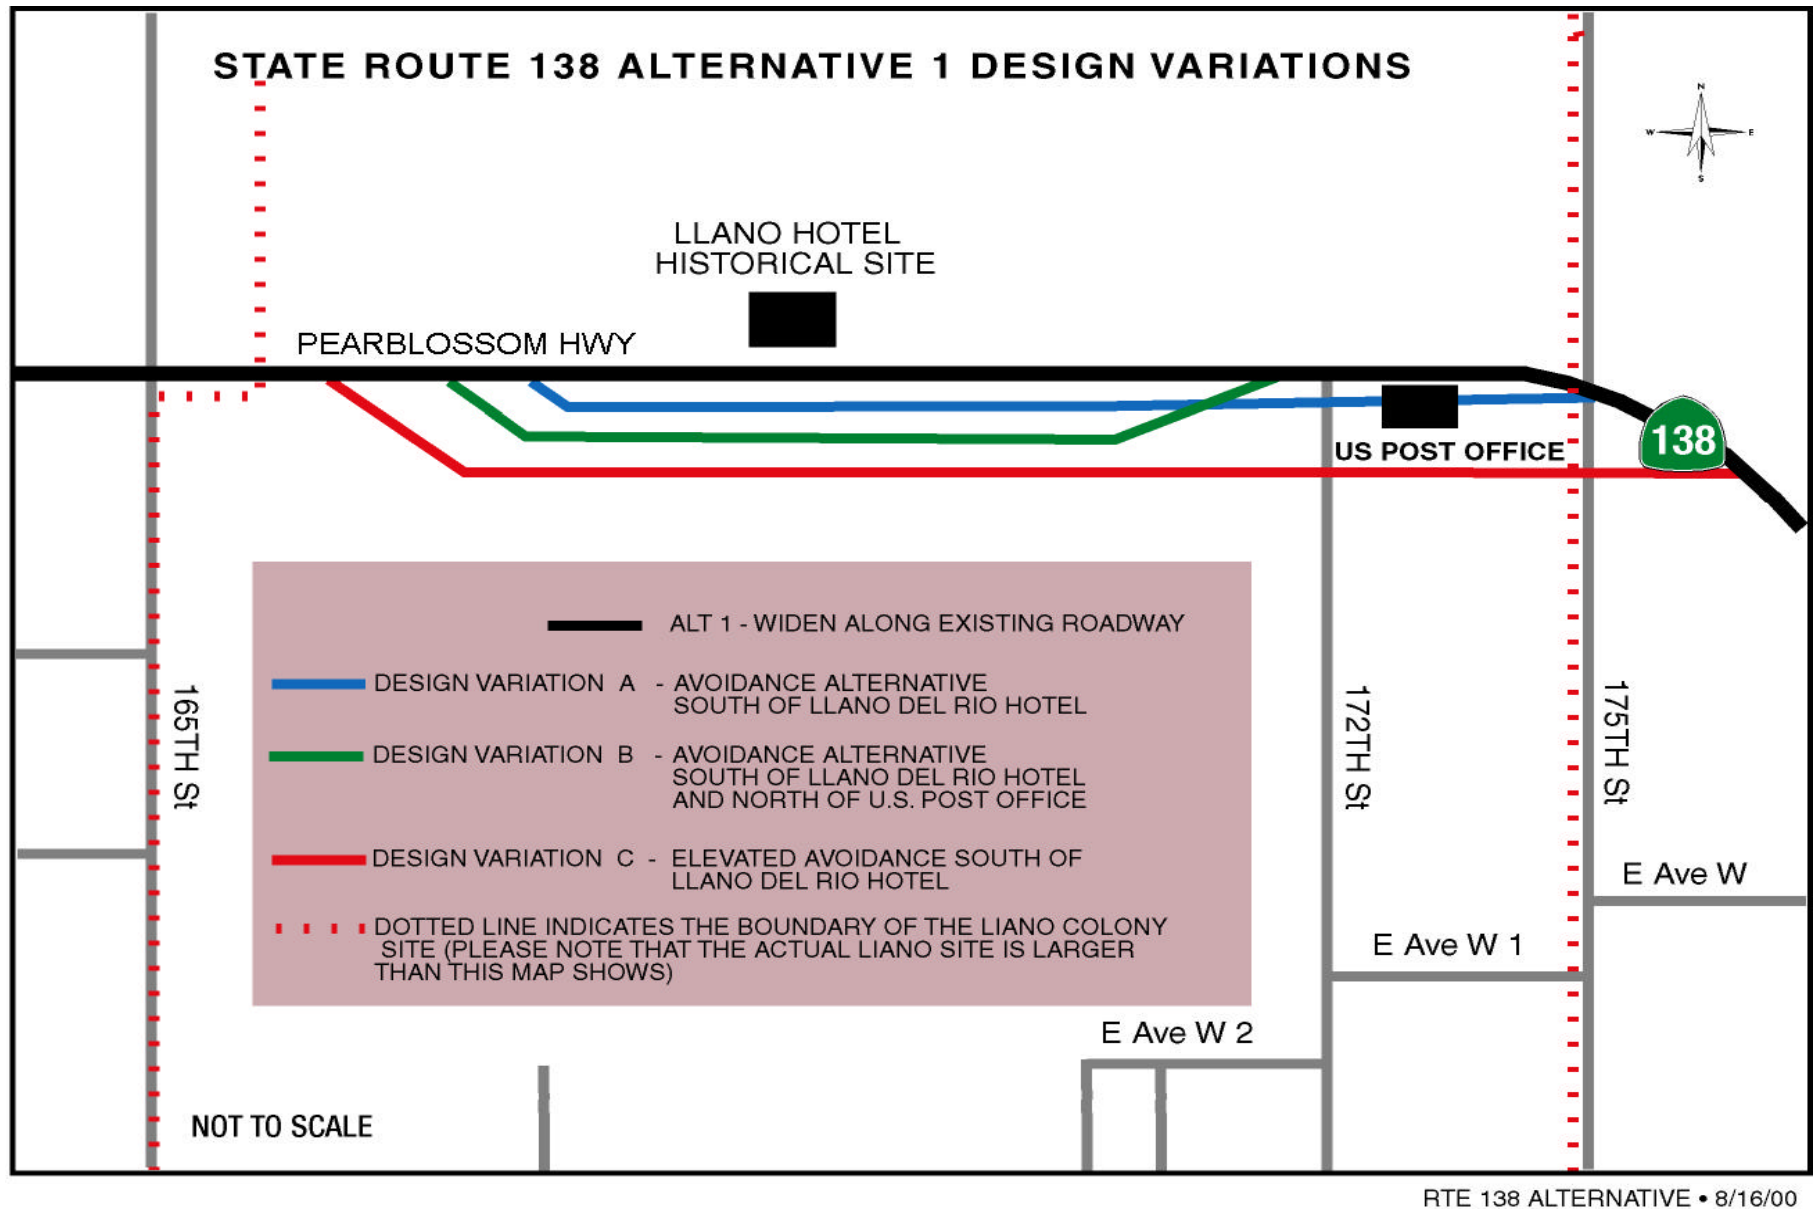 STATE ROUTE 138 ALTERNATIVE 1 DESIGN VARIATIONS
N
W E
S
LLANO HOTEL
HISTORICAL SITE
PEARBLOSSOM HWY
138
US POST OFFICE
ALT 1 - WIDEN ALONG EXISTING ROADWAY
DESIGN VARIATION A - AVOIDANCE ALTERNATIVE
SOUTH OF LLANO DEL RIO HOTEL
DESIGN VARIATION B - AVOIDANCE ALTERNATIVE
SOUTH OF LLANO DEL RIO HOTEL
AND NORTH OF U.S. POST OFFICE
DESIGN VARIATION C - ELEVATED AVOIDANCE SOUTH OF
LLANO DEL RIO HOTEL
DOTTED LINE INDICATES THE BOUNDARY OF THE LIANO COLONY
SITE (PLEASE NOTE THAT THE ACTUAL LIANO SITE IS LARGER
THAN THIS MAP SHOWS)
165TH St
172TH St
175TH St
E Ave W
E Ave W 1
E Ave W 2
NOT TO SCALE
RTE 138 ALTERNATIVE • 8/16/00